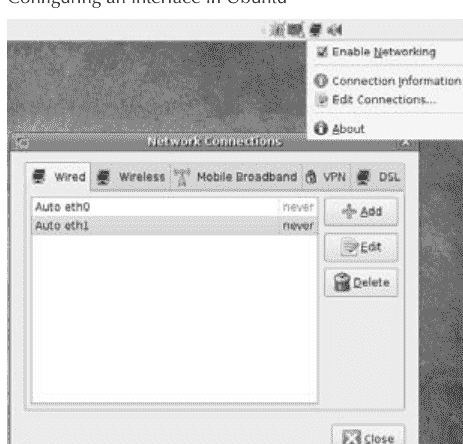 Configuring an Interface in Ubuntu
Enable Networking
Connection Information
Edit Connections...
About
Network Connections
Wired Wireless Mobile Broadband VPN DSL
Auto eth0 never
Auto eth1 never
Add
Edit
Delete
Close